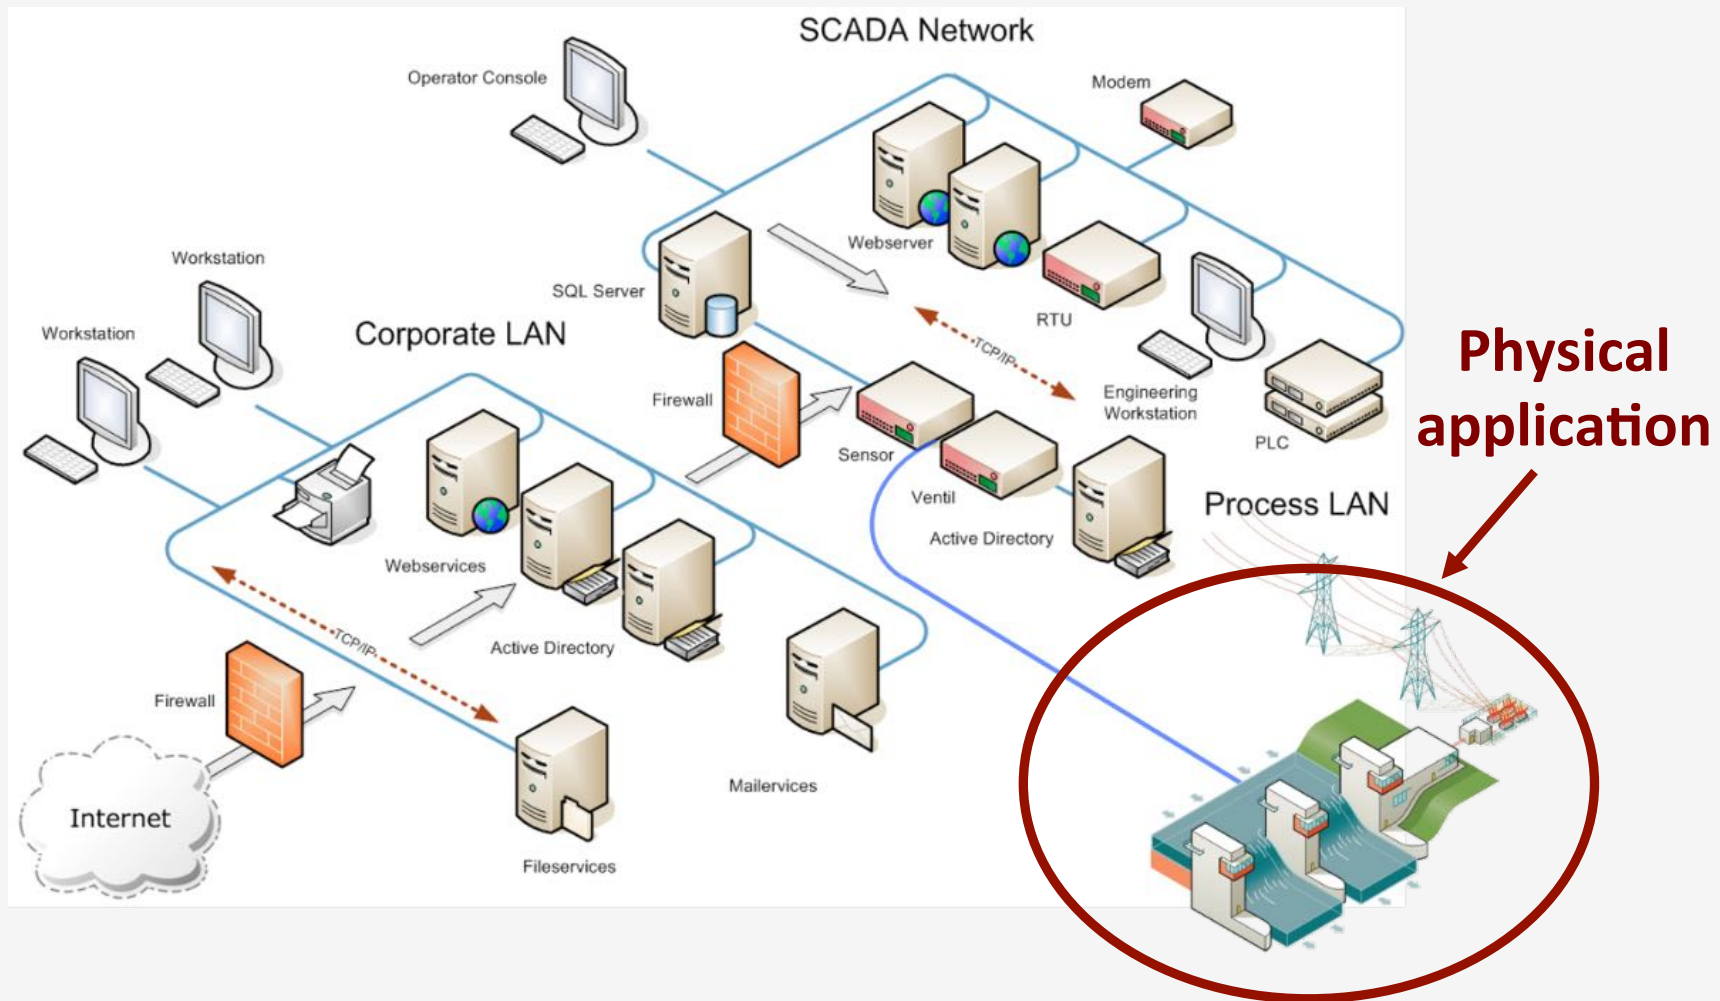 SCADA Network
Operator Console
Modem
Webserver
Workstation
SQL Server
RTU
Workstation
Corporate LAN
TCP/IP
Physical
application
Firewall
Engineering
Workstation
PLC
Sensor
Ventil
Process LAN
Active Directory
Webservices
TCP/IP
Active Directory
Firewall
Mailervices
Internet
Fileservices